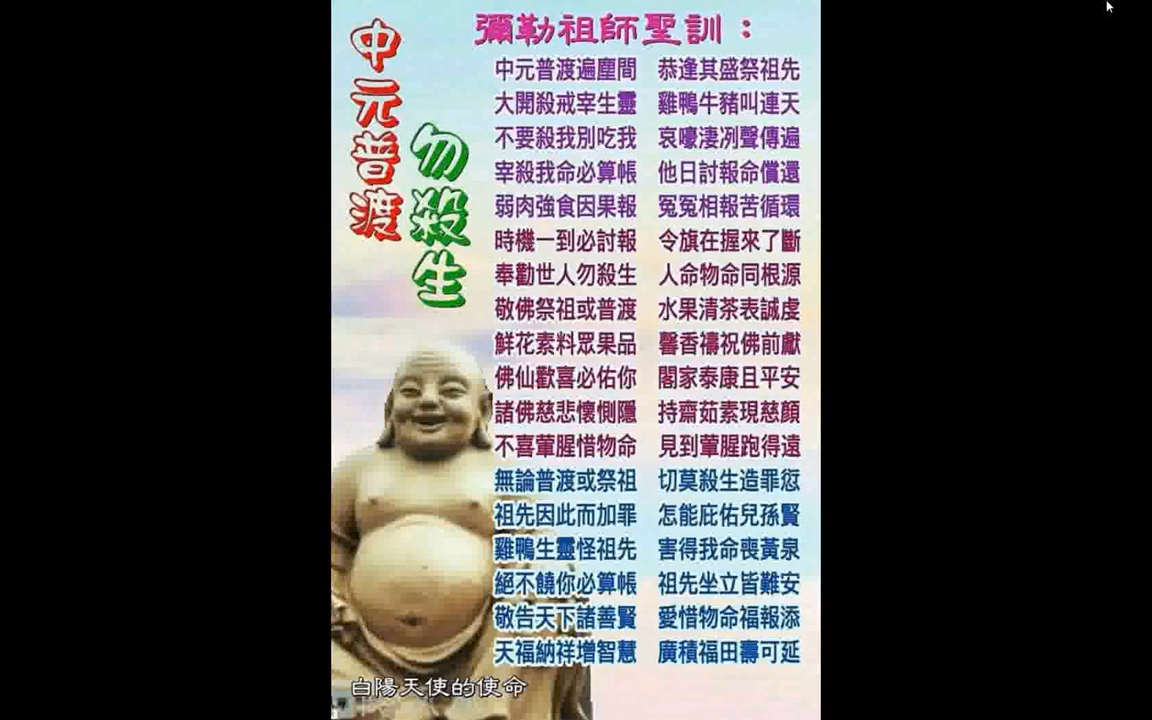 中元普渡
勿殺生
彌勒祖師聖訓：
中元普渡遍塵間　恭逢其盛祭祖先
大開殺戒宰生靈　雞鴨牛豬叫連天
不要殺我別吃我　哀嚎淒冽聲傳遍
宰殺我命必算帳　他日討報命償還
弱肉強食因果報　冤冤相報苦循環
時機一到必討報　令旗在握來了斷
奉勸世人勿殺生　人命物命同根源
敬佛祭祖或普渡　水果清茶表誠虔
鮮花素料眾果品　馨香禱祝佛前獻
佛仙歡喜必佑你　閤家泰康且平安
諸佛慈悲懷惻隱　持齋茹素現慈顏
不喜葷腥惜物命　見到葷腥跑得遠
無論普渡或祭祖　切莫殺生造罪愆
祖先因此而加罪　怎能庇佑兒孫賢
雞鴨生靈怪祖先　害得我命喪黃泉
絕不饒你必算帳　祖先坐立皆難安
敬告天下諸善賢　愛惜物命福報添
天福納祥增智慧　廣積福田壽可延
白陽天使的使命